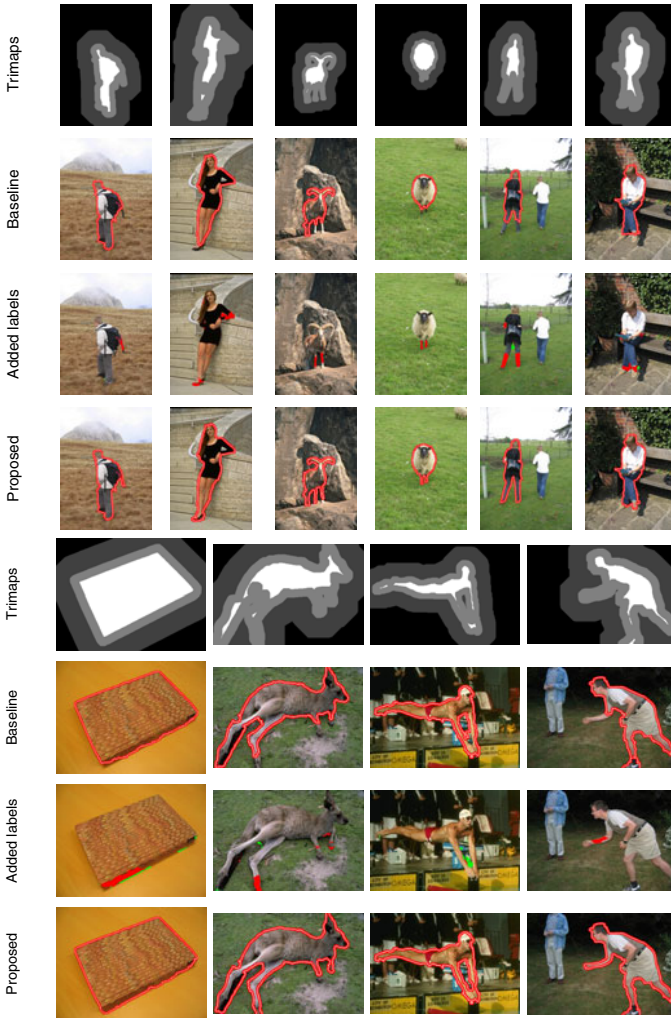 Trimaps
Baseline
Added labels
Proposed
Trimaps
Baseline
Added labels
Proposed